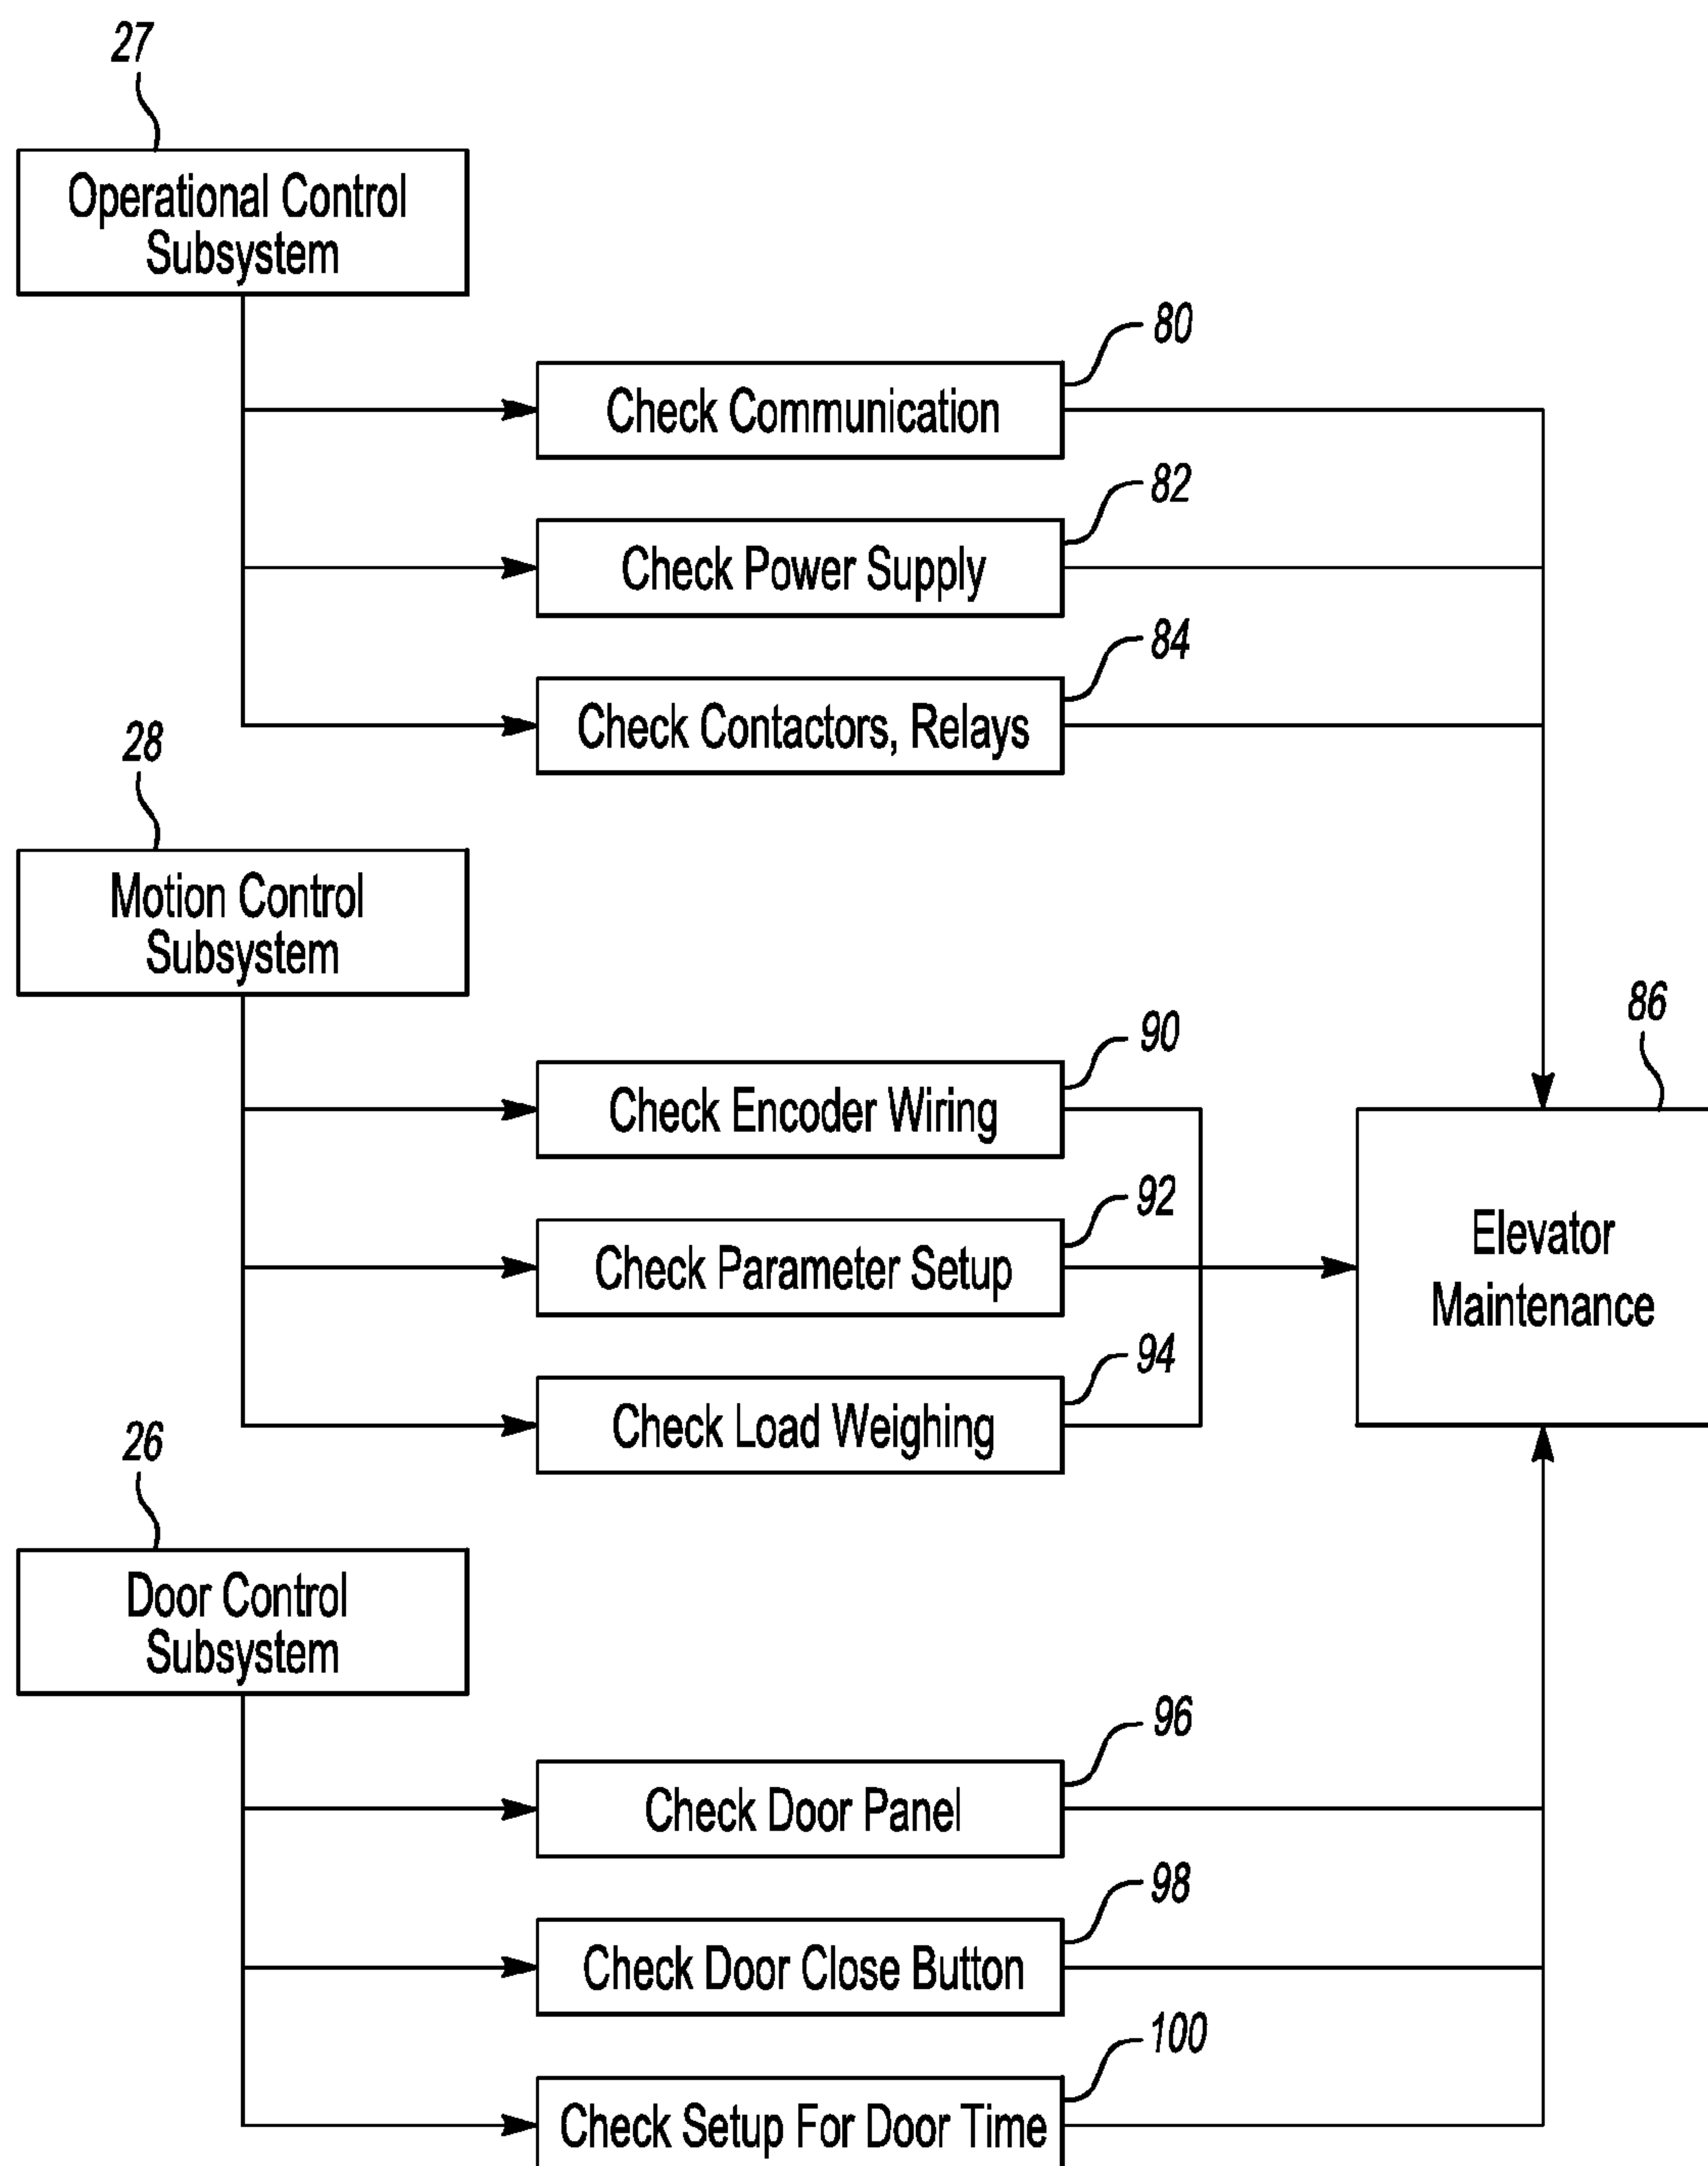 27
Operational Control
Subsystem
80
Check Communication
82
Check Power Supply
84
Check Contactors, Relays
28
Motion Control
Subsystem
90
Check Encoder Wiring
86
92
Check Parameter Setup
Elevator
Maintenance
94
Check Load Weighing
26
Door Control
Subsystem
96
Check Door Panel
98
Check Door Close Button
100
Check Setup For Door Time